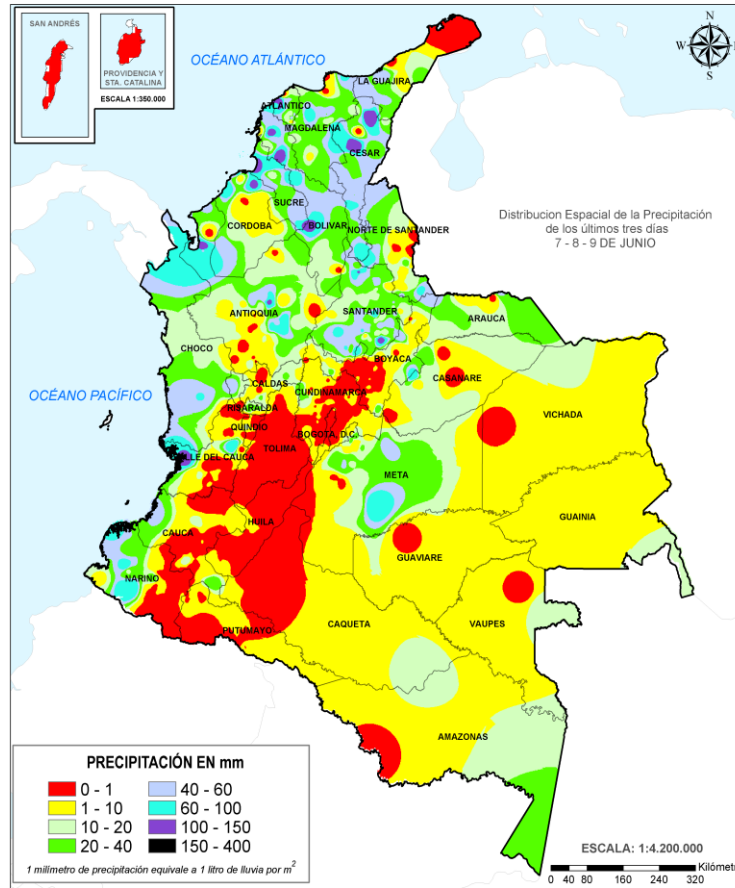 SAN ANDRÉS
PROVIDENCIA Y
STA. CATALINA
ESCALA 1:350.000
OCÉANO ATLÁNTICO
N
W
E
S
LA GUAJIRA
ATLANTICO
MAGDALENA
CESAR
SUCRE
CORDOBA
BOLIVAR
NORTE DE SANTANDER
Distribucion Espacial de la Precipitación
de los últimos tres días
7 - 8 - 9 DE JUNIO
ANTIOQUIA
SANTANDER
ARAUCA
CHOCO
BOYACA
CALDAS
CASANARE
CUNDINAMARCA
OCÉANO PACÍFICO
RISARALDA
VICHADA
QUINDIO
BOGOTA, D.C.
TOLIMA
VALLE DEL CAUCA
META
GUAINIA
HUILA
CAUCA
GUAVIARE
NARIÑO
CAQUETA
VAUPES
PUTUMAYO
AMAZONAS
PRECIPITACIÓN EN mm
0 - 1
40 - 60
1 - 10
60 - 100
10 - 20
100 - 150
20 - 40
150 - 400
1 milímetro de precipitación equivale a 1 litro de lluvia por m²
ESCALA: 1:4.200.000
0 40 80 160 240 320